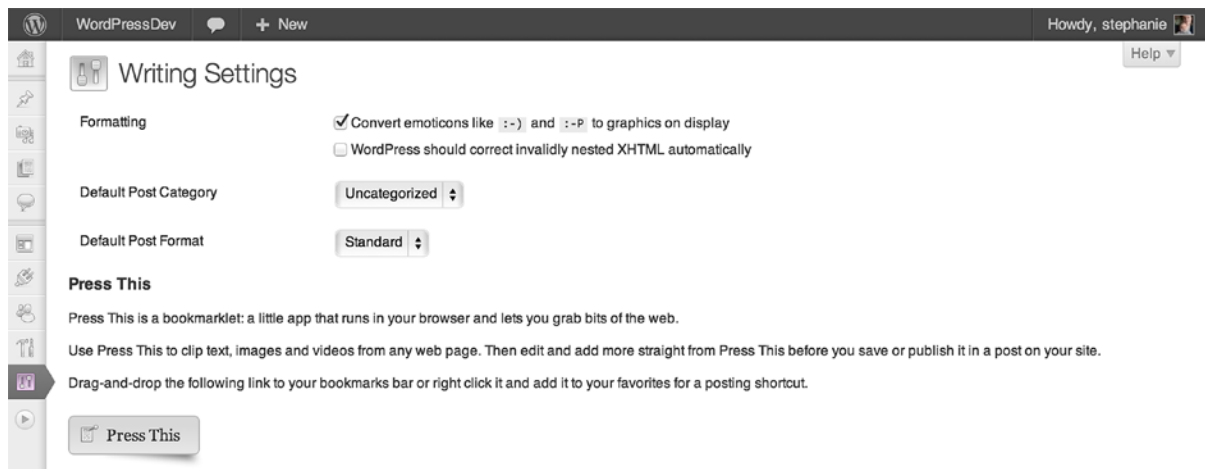 WordPressDev + New Howdy, stephanie
Help
Writing Settings
Formatting
Convert emoticons like :-) and :-P to graphics on display
WordPress should correct invalidly nested XHTML automatically
Default Post Category Uncategorized
Default Post Format Standard
Press This
Press This is a bookmarklet: a little app that runs in your browser and lets you grab bits of the web.
Use Press This to clip text, images and videos from any web page. Then edit and add more straight from Press This before you save or publish it in a post on your site.
Drag-and-drop the following link to your bookmarks bar or right click it and add it to your favorites for a posting shortcut.
Press This